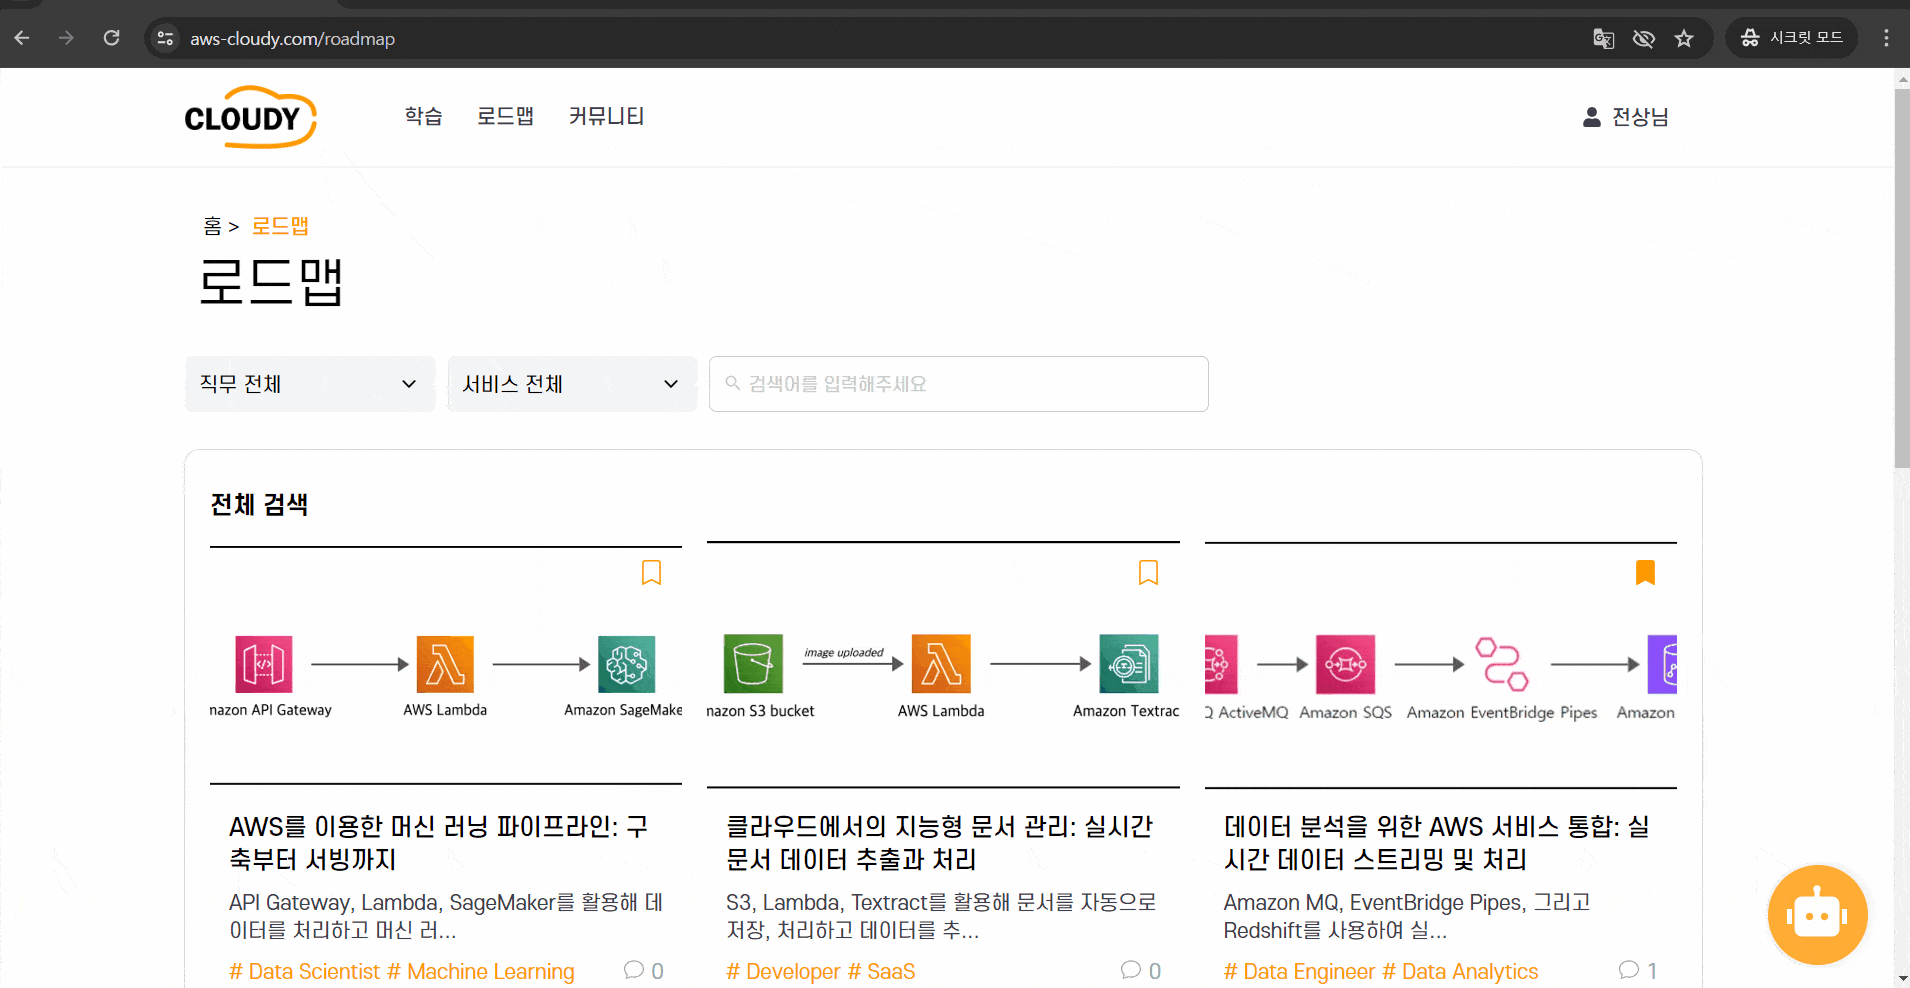 aws-cloudy.com/roadmap
시크릿 모드
CLOUDY
학습 로드맵 커뮤니티
전상님
홈 > 로드맵
로드맵
직무 전체
서비스 전체
검색어를 입력해주세요
전체 검색
nazon API Gateway
AWS Lambda
Amazon SageMake
image uploaded
nazon S3 bucket
AWS Lambda
Amazon Textrac
Q ActiveMQ
Amazon SQS
Amazon EventBridge Pipes
Amazon
AWS를 이용한 머신 러닝 파이프라인: 구
축부터 서빙까지
API Gateway, Lambda, SageMaker를 활용해 데
이터를 처리하고 머신 러...
# Data Scientist # Machine Learning
0
클라우드에서의 지능형 문서 관리: 실시간
문서 데이터 추출과 처리
S3, Lambda, Textract를 활용해 문서를 자동으로
저장, 처리하고 데이터를 추...
# Developer # SaaS
0
데이터 분석을 위한 AWS 서비스 통합: 실
시간 데이터 스트리밍 및 처리
Amazon MQ, EventBridge Pipes, 그리고
Redshift를 사용하여 실...
# Data Engineer # Data Analytics
1